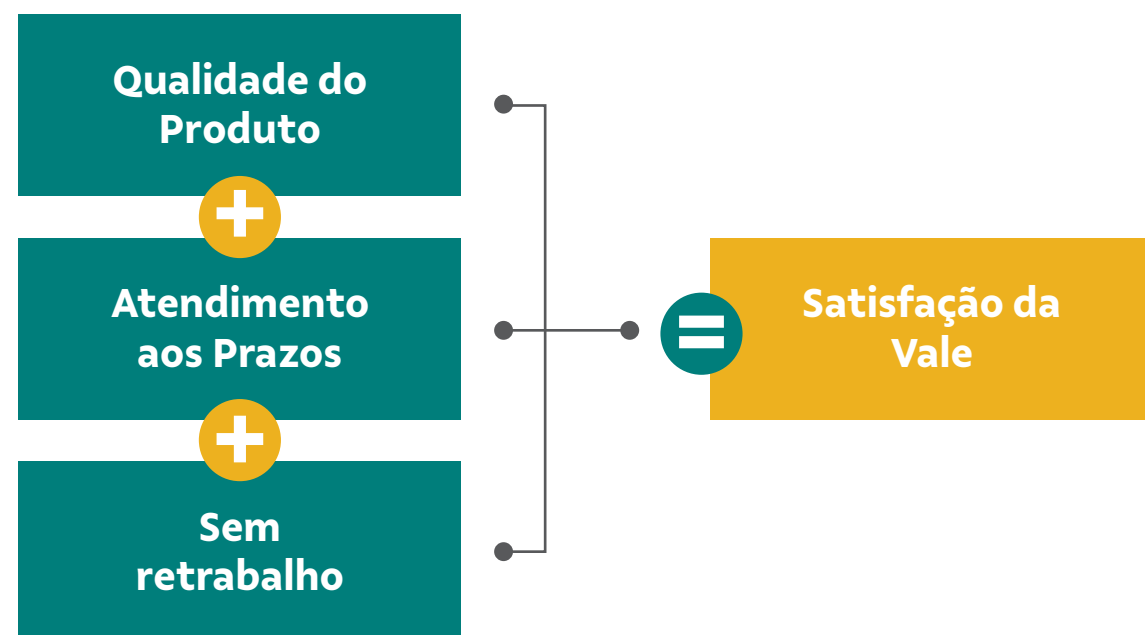 Qualidade do
Produto
+
Atendimento
aos Prazos
+
Sem
retrabalho
=
Satisfação da
Vale